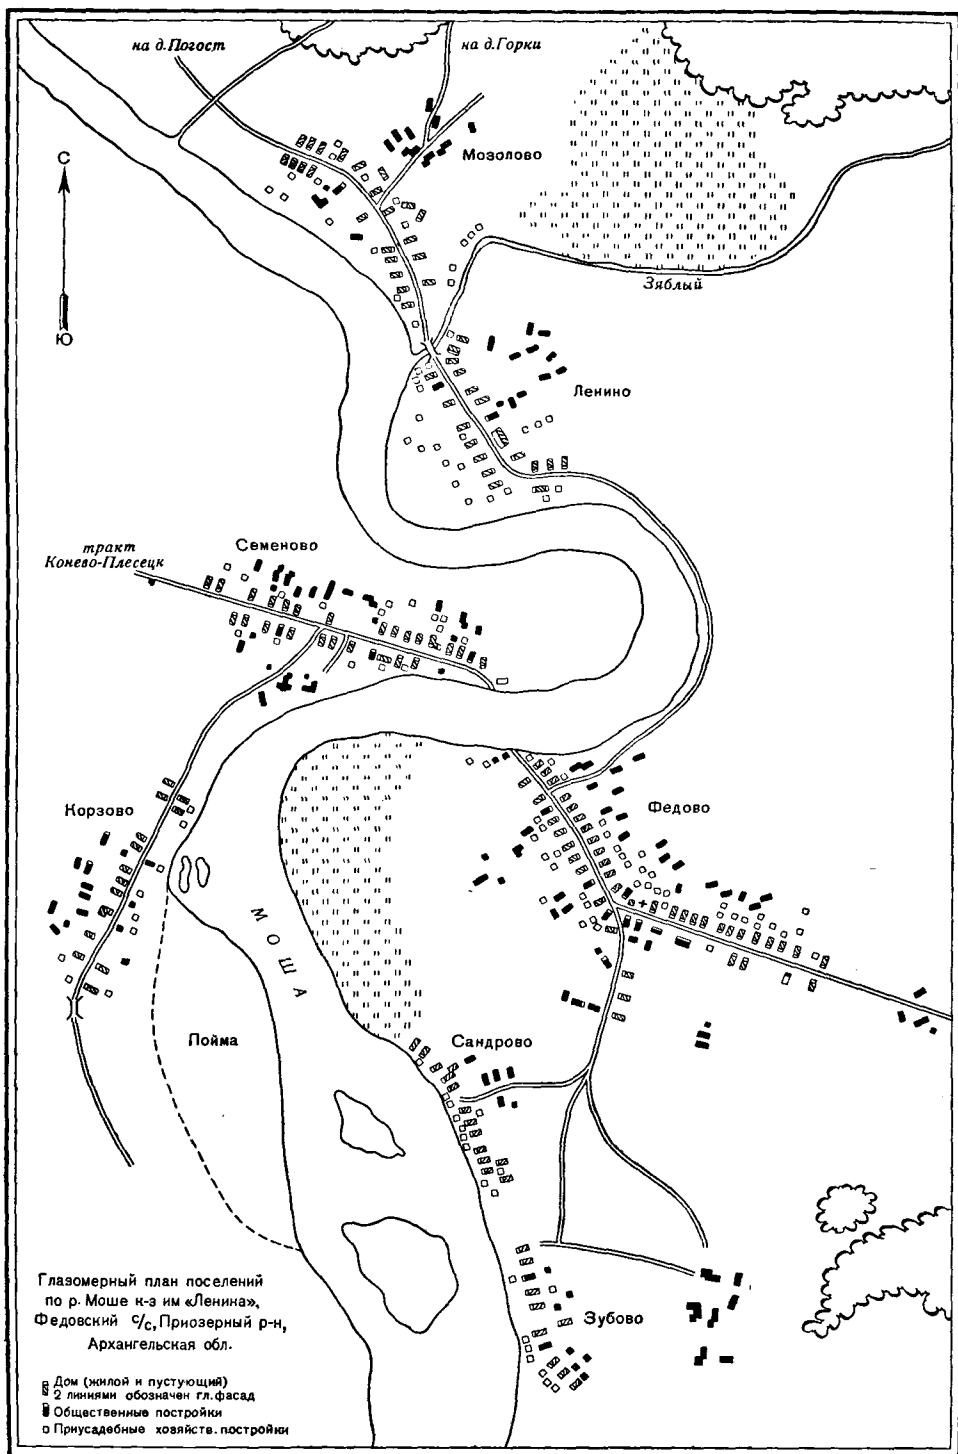 на д. Погост
на д. Горки
Мозолово
С
Ю
Зяблый
Ленино
Семеново
тракт
Конево-Плесецк
Корзово
Федово
МОША
Сандрово
Пойма
Зубово
Глазомерный план поселений
по р. Моше к-з им «Ленина»,
Федовский с/с, Приозерный р-н,
Архангельская обл.
Дом (жилой и пустующий)
2 линиями обозначен гл. фасад
Общественные постройки
Приусадебные хозяйств. постройки